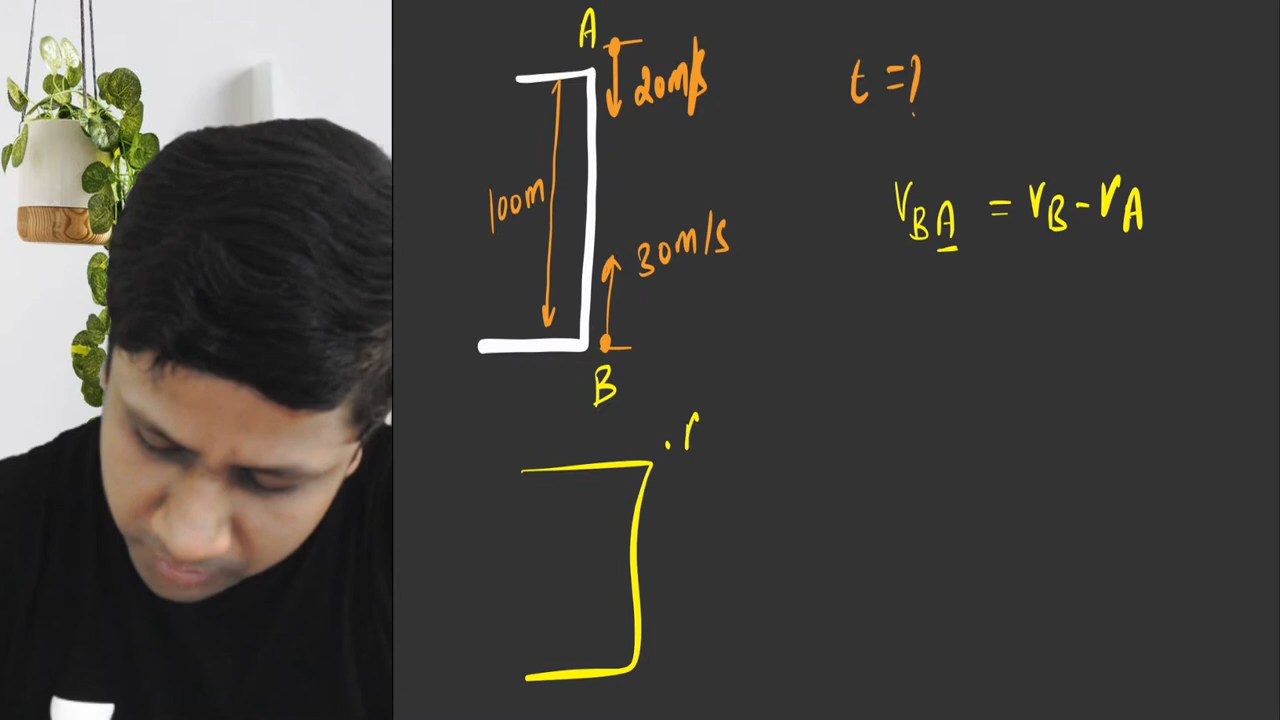 A
20m/s
t = ?
100m
V_BA = V_B - V_A
30m/s
B
. r